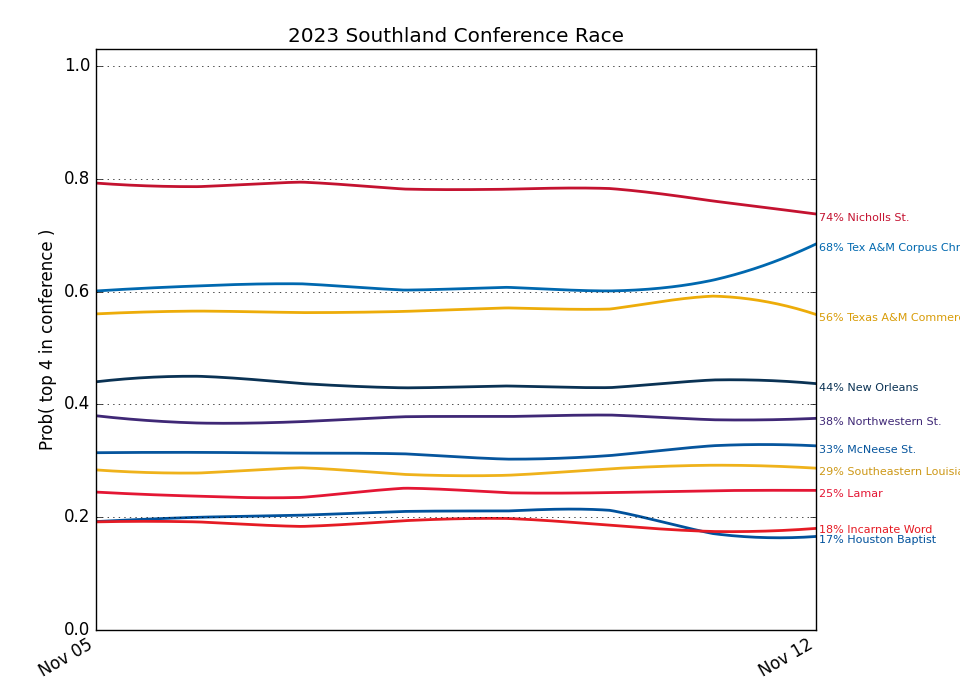 2023 Southland Conference Race
Prob( top 4 in conference )
1.0
0.8
0.6
0.4
0.2
0.0
Nov 05
Nov 12
74% Nicholls St.
68% Tex A&M Corpus Chr
56% Texas A&M Commer
44% New Orleans
38% Northwestern St.
33% McNeese St.
29% Southeastern Louisia
25% Lamar
18% Incarnate Word
17% Houston Baptist